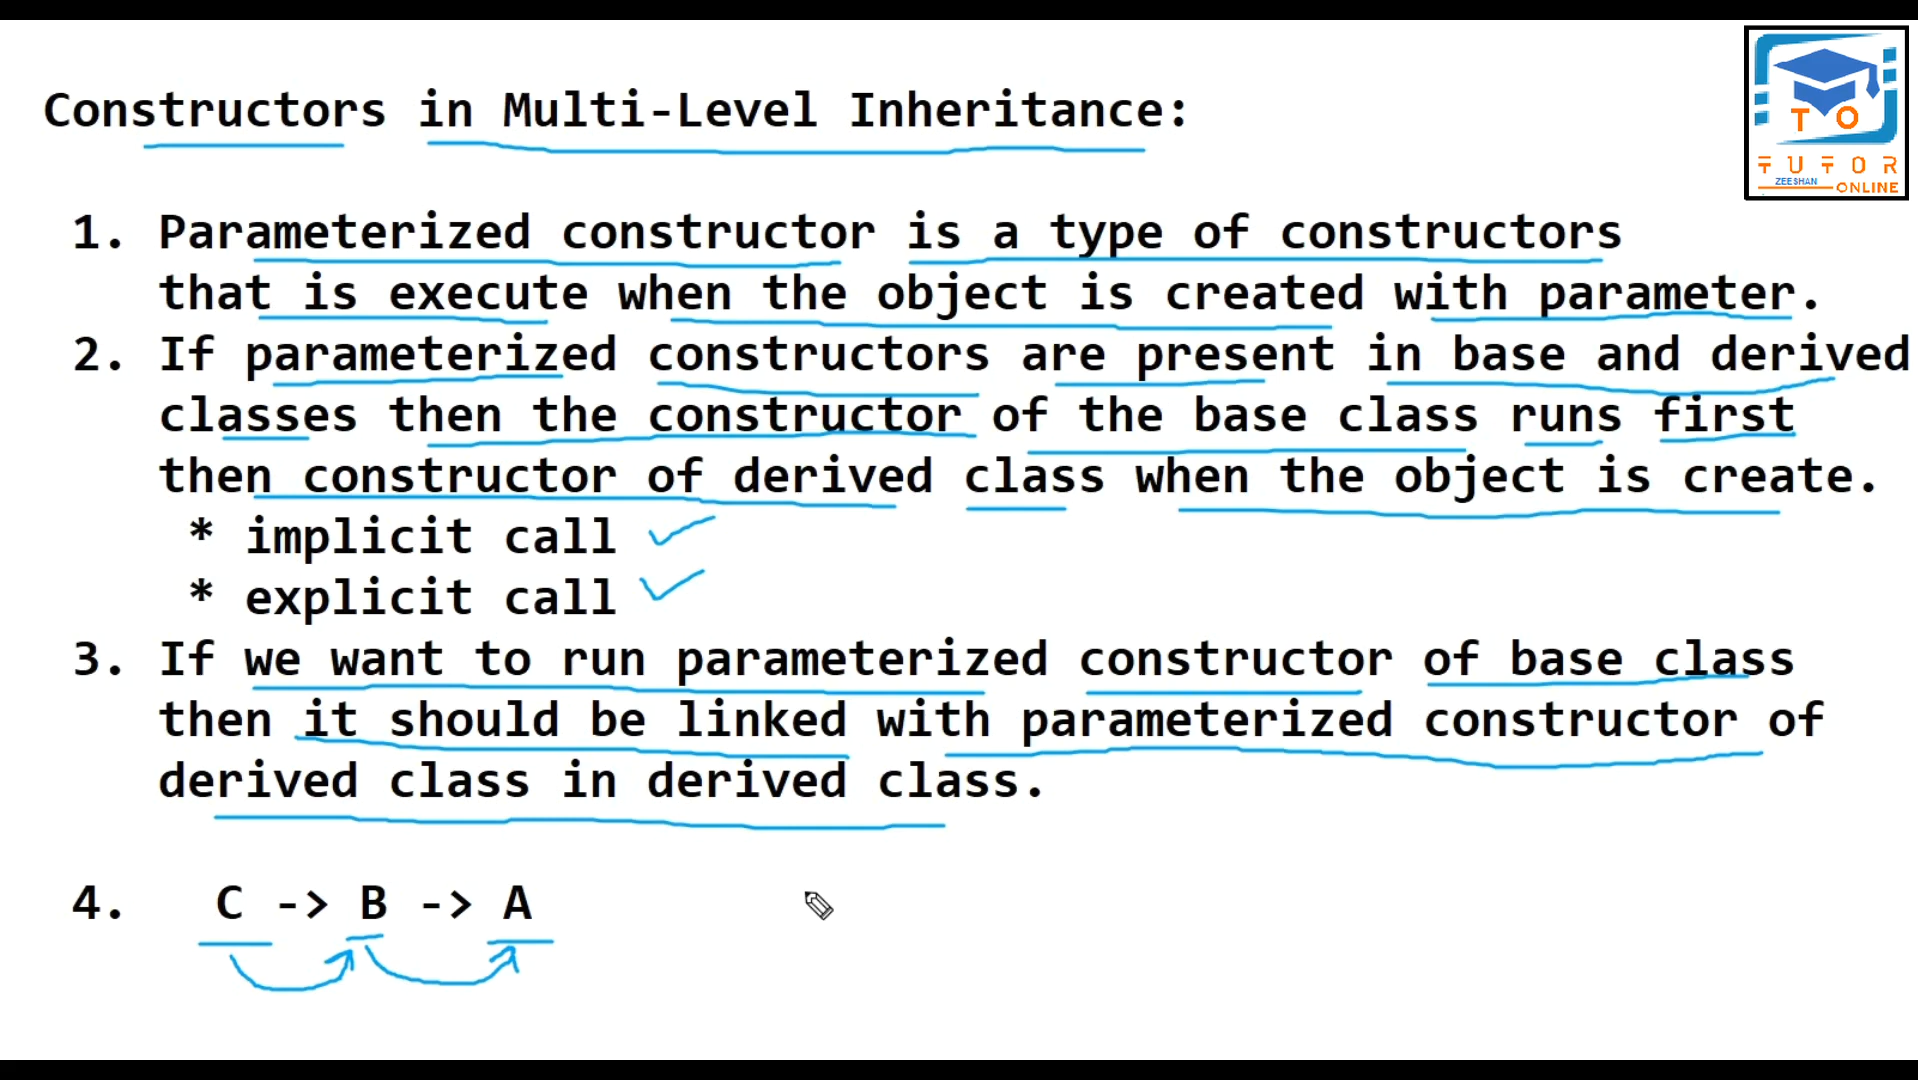 Constructors in Multi-Level Inheritance:
T O
TUTOR
ZEESHAN
ONLINE
1. Parameterized constructor is a type of constructors
that is execute when the object is created with parameter.
2. If parameterized constructors are present in base and derived
classes then the constructor of the base class runs first
then constructor of derived class when the object is create.
* implicit call
* explicit call
3. If we want to run parameterized constructor of base class
then it should be linked with parameterized constructor of
derived class in derived class.
4. C -> B -> A